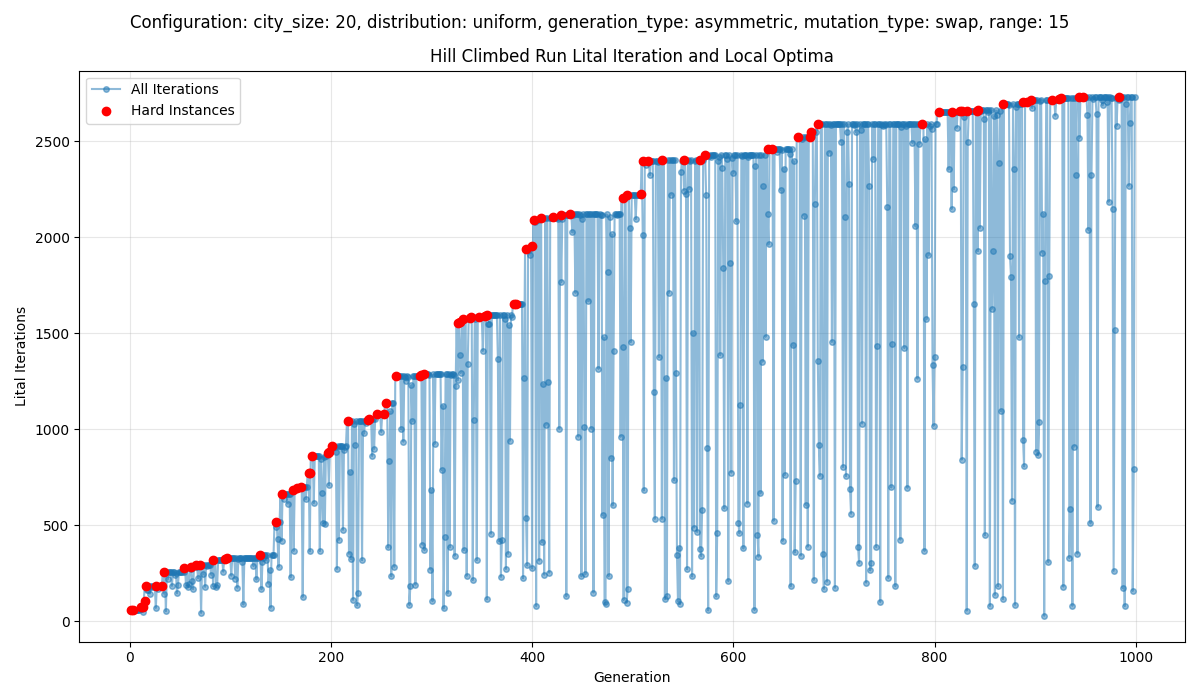 Configuration: city_size: 20, distribution: uniform, generation_type: asymmetric, mutation_type: swap, range: 15
Hill Climbed Run Lital Iteration and Local Optima
All Iterations
Hard Instances
Lital Iterations
2500
2000
1500
1000
500
0
0 200 400 600 800 1000
Generation